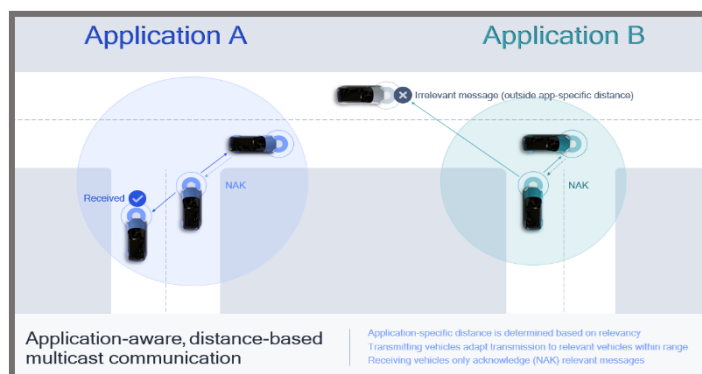 Application A
Application B
Irrelevant message (outside app-specific distance)
NAK
Received
NAK
Application-aware, distance-based
multicast communication
Application-specific distance is determined based on relevancy
Transmitting vehicles adapt transmission to relevant vehicles within range
Receiving vehicles only acknowledge (NAK) relevant messages